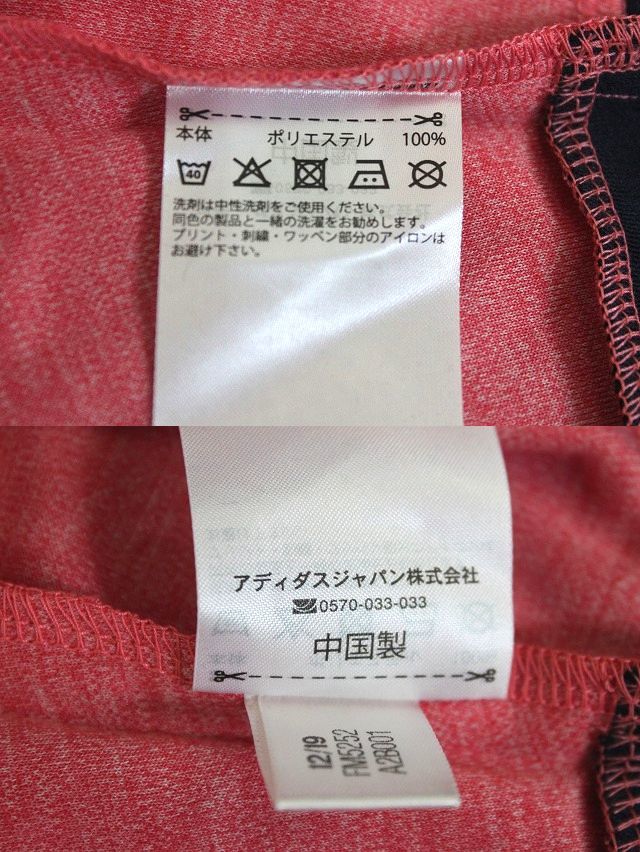 本体 ポリエステル 100%
40
洗剤は中性洗剤をご使用ください。
同色の製品と一緒の洗濯をお勧めします。
プリント・刺繍・ワッペン部分のアイロンは
お避け下さい。
アディダスジャパン株式会社
0570-033-033
中国製
12/19
FM5252
A2B001